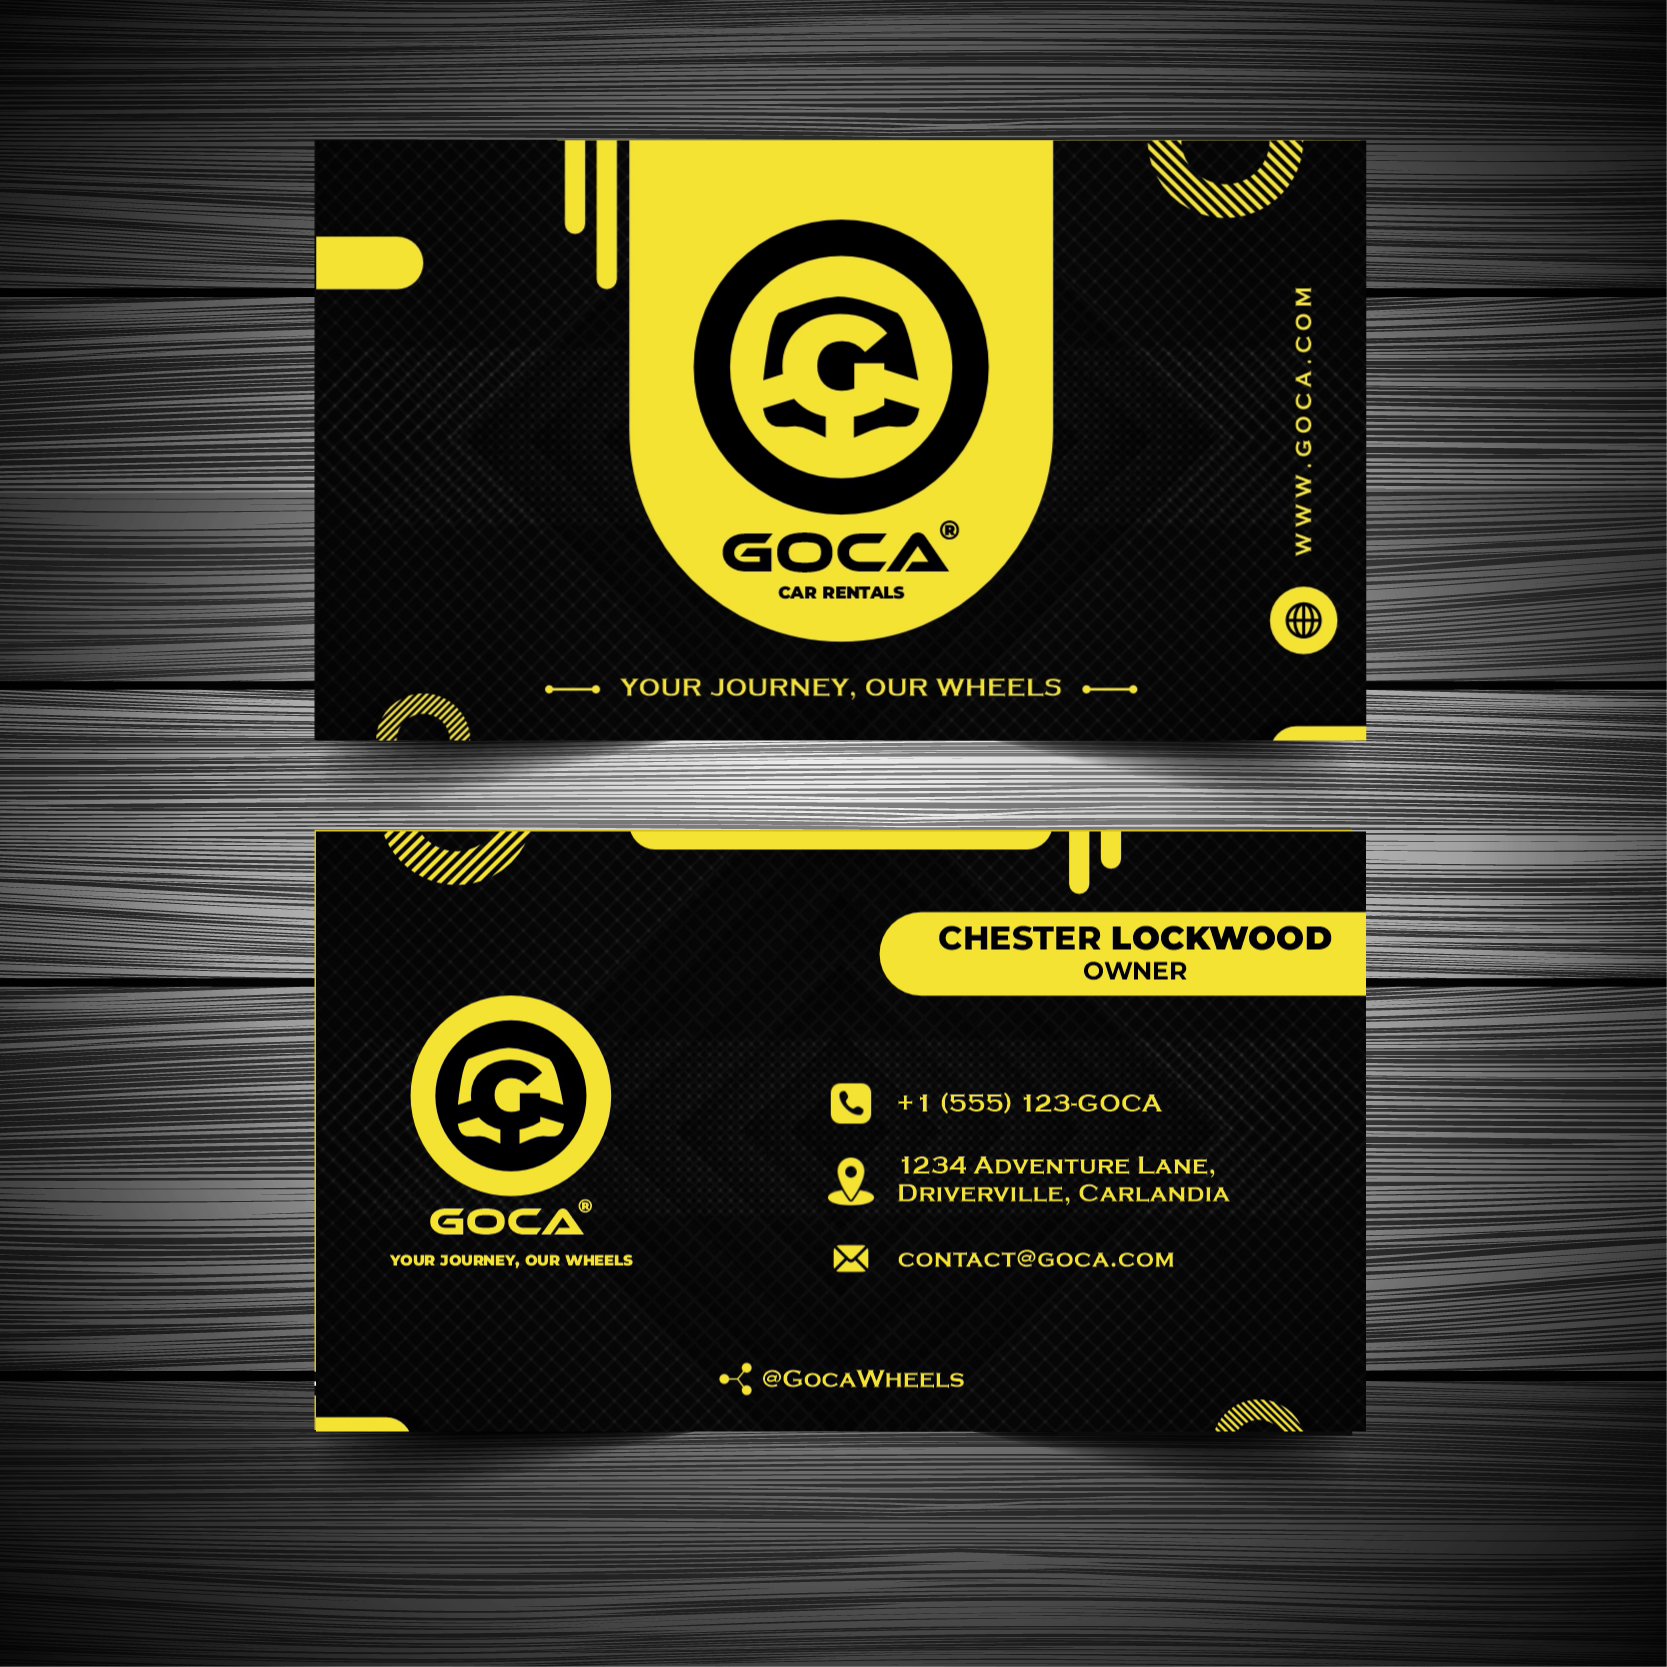 GOCA®
CAR RENTALS
YOUR JOURNEY, OUR WHEELS
WWW.GOCA.COM
CHESTER LOCKWOOD
OWNER
GOCA®
YOUR JOURNEY, OUR WHEELS
+1 (555) 123-GOCA
1234 ADVENTURE LANE,
DRIVERVILLE, CARLANDIA
CONTACT@GOCA.COM
@GOCAWHEELS